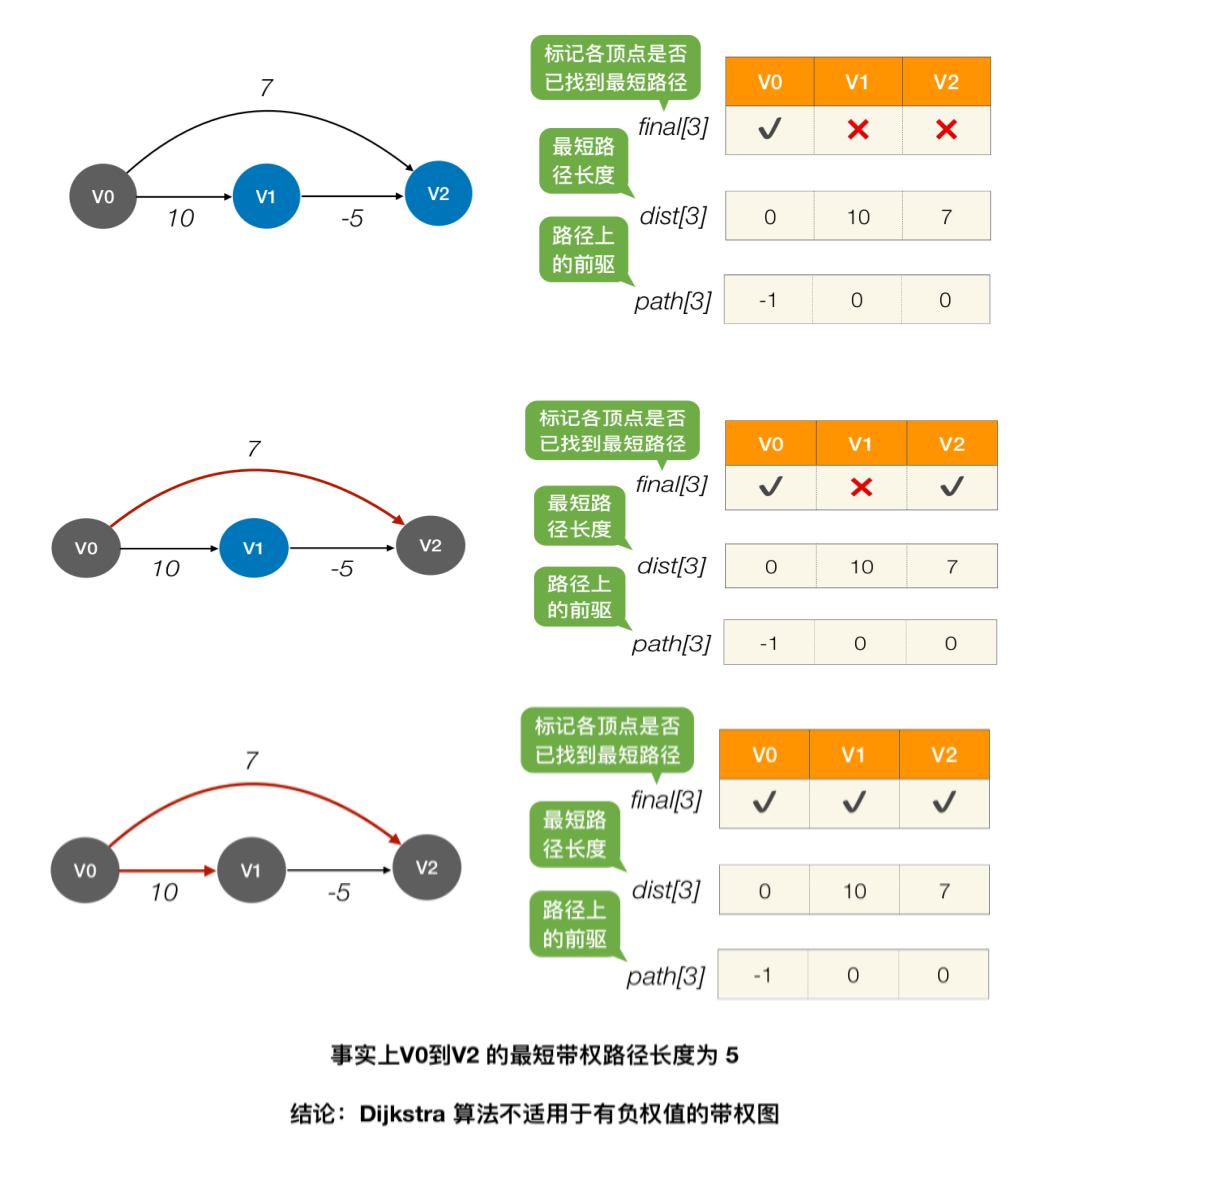 7
V0
V1
V2
10
-5
标记各顶点是否
已找到最短路径
final[3]
V0 V1 V2
✔ ✖ ✖
最短路
径长度
dist[3]
0 10 7
路径上
的前驱
path[3]
-1 0 0
7
V0
V1
V2
10
-5
标记各顶点是否
已找到最短路径
final[3]
V0 V1 V2
✔ ✖ ✔
最短路
径长度
dist[3]
0 10 7
路径上
的前驱
path[3]
-1 0 0
7
V0
V1
V2
10
-5
标记各顶点是否
已找到最短路径
final[3]
V0 V1 V2
✔ ✔ ✔
最短路
径长度
dist[3]
0 10 7
路径上
的前驱
path[3]
-1 0 0
事实上V0到V2 的最短带权路径长度为 5
结论：Dijkstra 算法不适用于有负权值的带权图